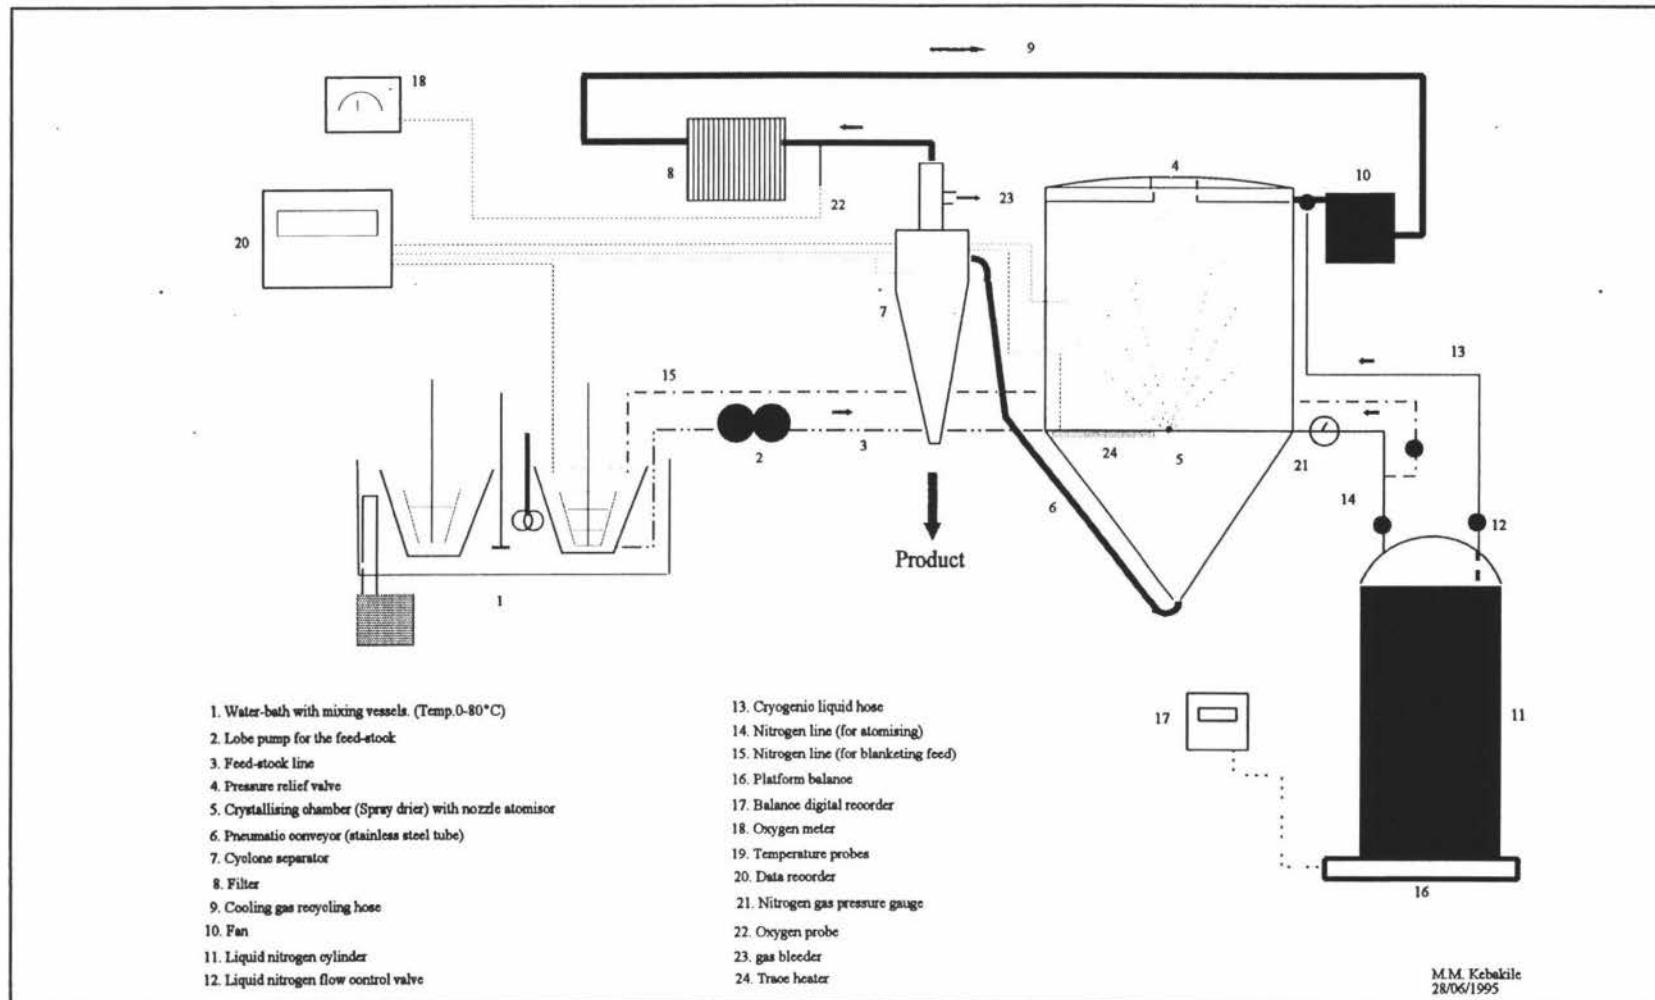 9
18
8
4
10
22
23
20
7
13
15
2
3
24
5
21
14
12
6
Product
1
17
11
16
1. Water-bath with mixing vessels. (Temp.0-80°C)
2. Lobe pump for the feed-stock
3. Feed-stock line
4. Pressure relief valve
5. Crystallising chamber (Spray drier) with nozzle atomisor
6. Pneumatic conveyor (stainless steel tube)
7. Cyclone separator
8. Filter
9. Cooling gas recycling hose
10. Fan
11. Liquid nitrogen cylinder
12. Liquid nitrogen flow control valve
13. Cryogenic liquid hose
14. Nitrogen line (for atomising)
15. Nitrogen line (for blanketing feed)
16. Platform balance
17. Balance digital recorder
18. Oxygen meter
19. Temperature probes
20. Data recorder
21. Nitrogen gas pressure gauge
22. Oxygen probe
23. gas bleeder
24. Trace heater
M.M. Kebakile
28/06/1995